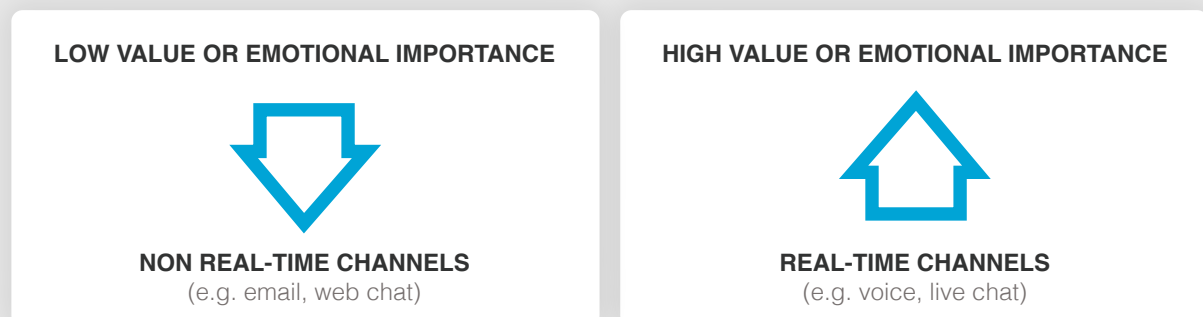 LOW VALUE OR EMOTIONAL IMPORTANCE
NON REAL-TIME CHANNELS
(e.g. email, web chat)
HIGH VALUE OR EMOTIONAL IMPORTANCE
REAL-TIME CHANNELS
(e.g. voice, live chat)